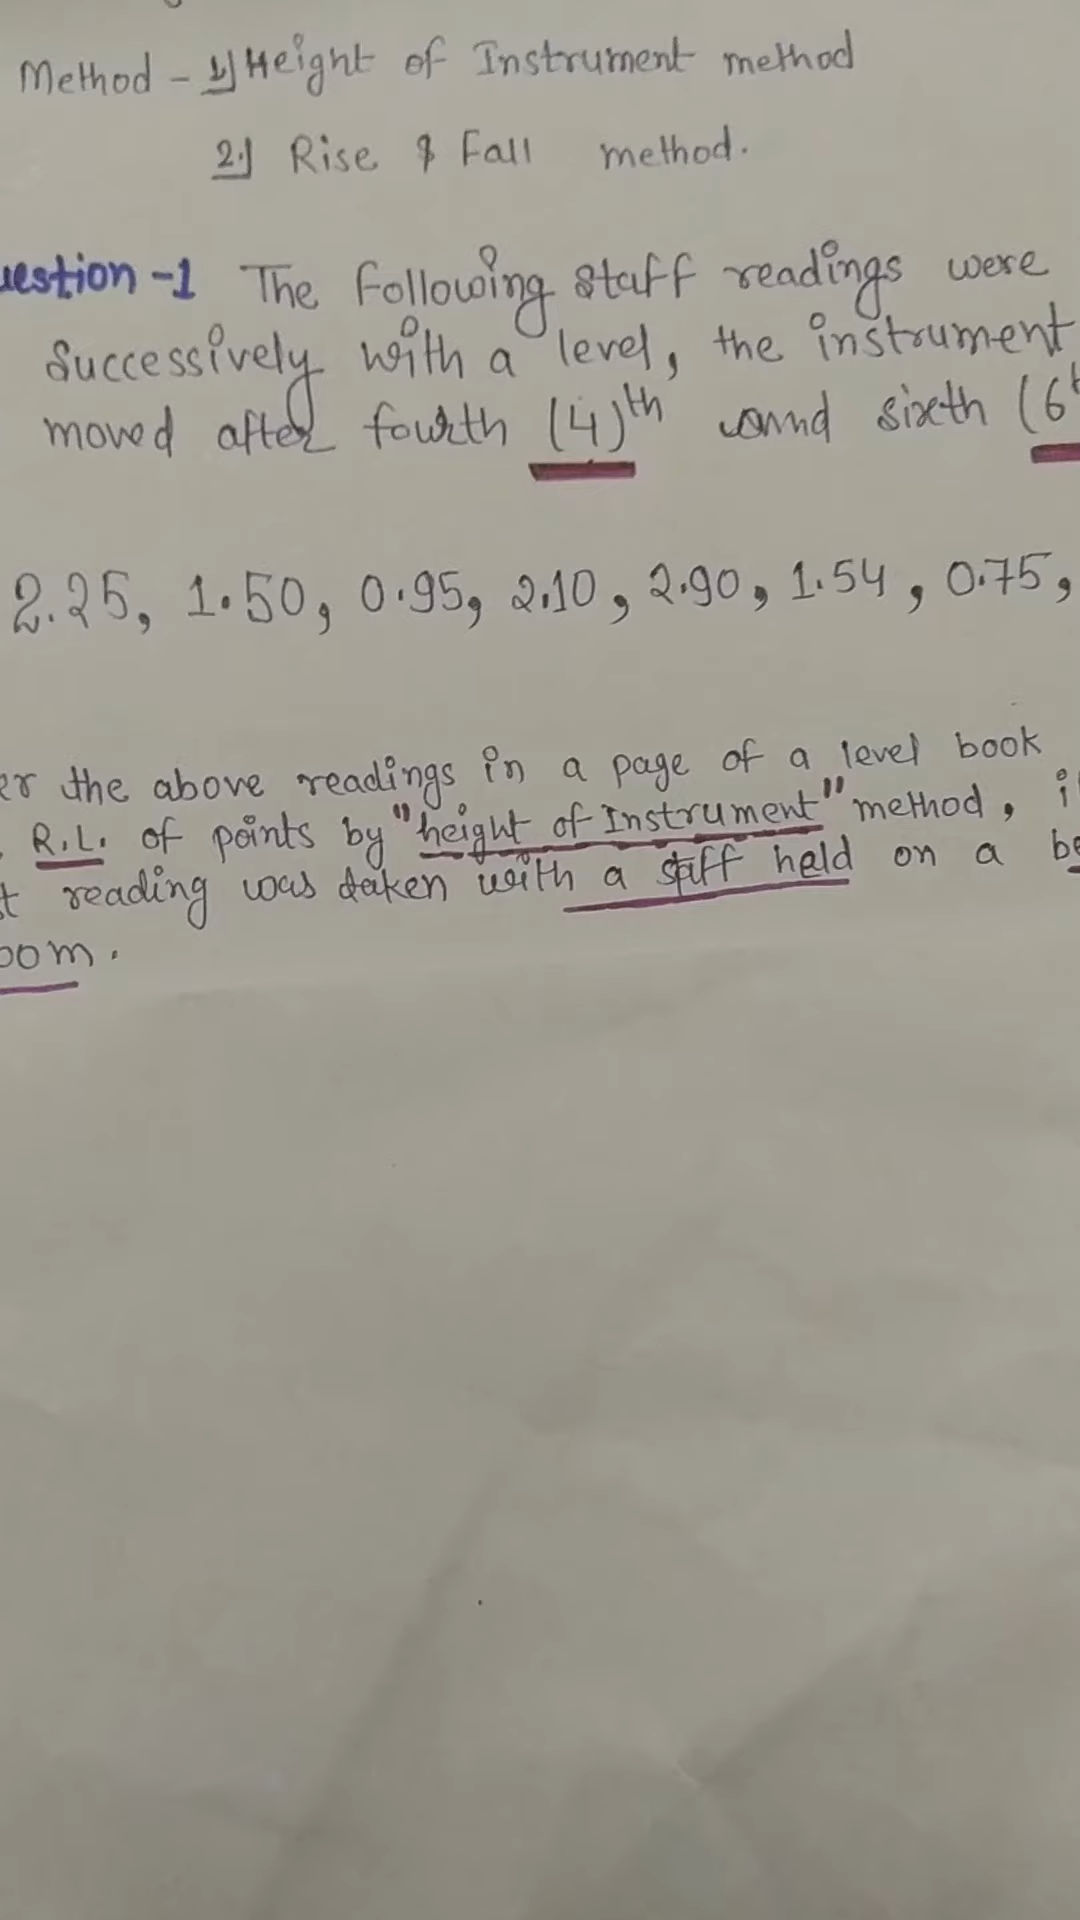 Method - 1) Height of Instrument method
2.) Rise & Fall method.
uestion -1 The following staff readings were
successively with a level, the instrument
moved after fourth (4)th and sixth (6
2.25, 1.50, 0.95, 2.10, 2.90, 1.54, 0.75,
er the above readings in a page of a level book
R.L. of points by "height of Instrument" method, i
t reading was taken with a staff held on a be
00m.